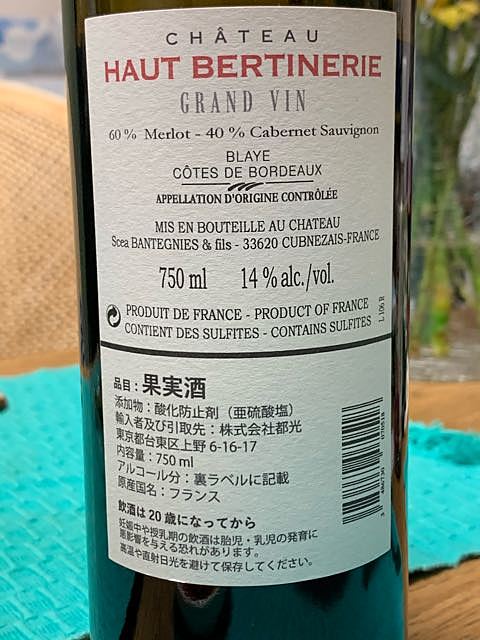 CHÂTEAU
HAUT BERTINERIE
GRAND VIN
60 % Merlot - 40 % Cabernet Sauvignon
BLAYE
CÔTES DE BORDEAUX
APPELLATION D'ORIGINE CONTRÔLÉE
MIS EN BOUTEILLE AU CHATEAU
Scea BANTEGNIES & fils - 33620 CUBNEZAIS-FRANCE
750 ml 14 % alc./vol.
PRODUIT DE FRANCE - PRODUCT OF FRANCE
CONTIENT DES SULFITES - CONTAINS SULFITES
L 106 R
品目：果実酒
添加物：酸化防止剤（亜硫酸塩）
輸入者及び引取先：株式会社都光
東京都台東区上野 6-16-17
内容量：750 ml
アルコール分：裏ラベルに記載
原産国名：フランス
飲酒は 20 歳になってから
妊娠中や授乳期の飲酒は胎児・乳児の発育に
悪影響を与える恐れがあります。
高温や直射日光を避けて保存してください。